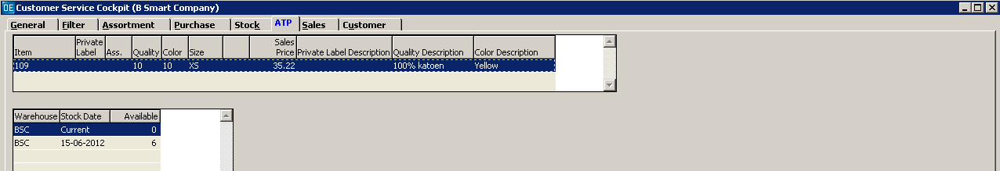 OE Customer Service Cockpit (B Smart Company)
General Filter Assortment Purchase Stock ATP Sales Customer
Item Private Label Ass. Quality Color Size Sales Price Private Label Description Quality Description Color Description
109 10 10 XS 35.22 100% katoen Yellow
Warehouse Stock Date Available
BSC Current 0
BSC 15-06-2012 6